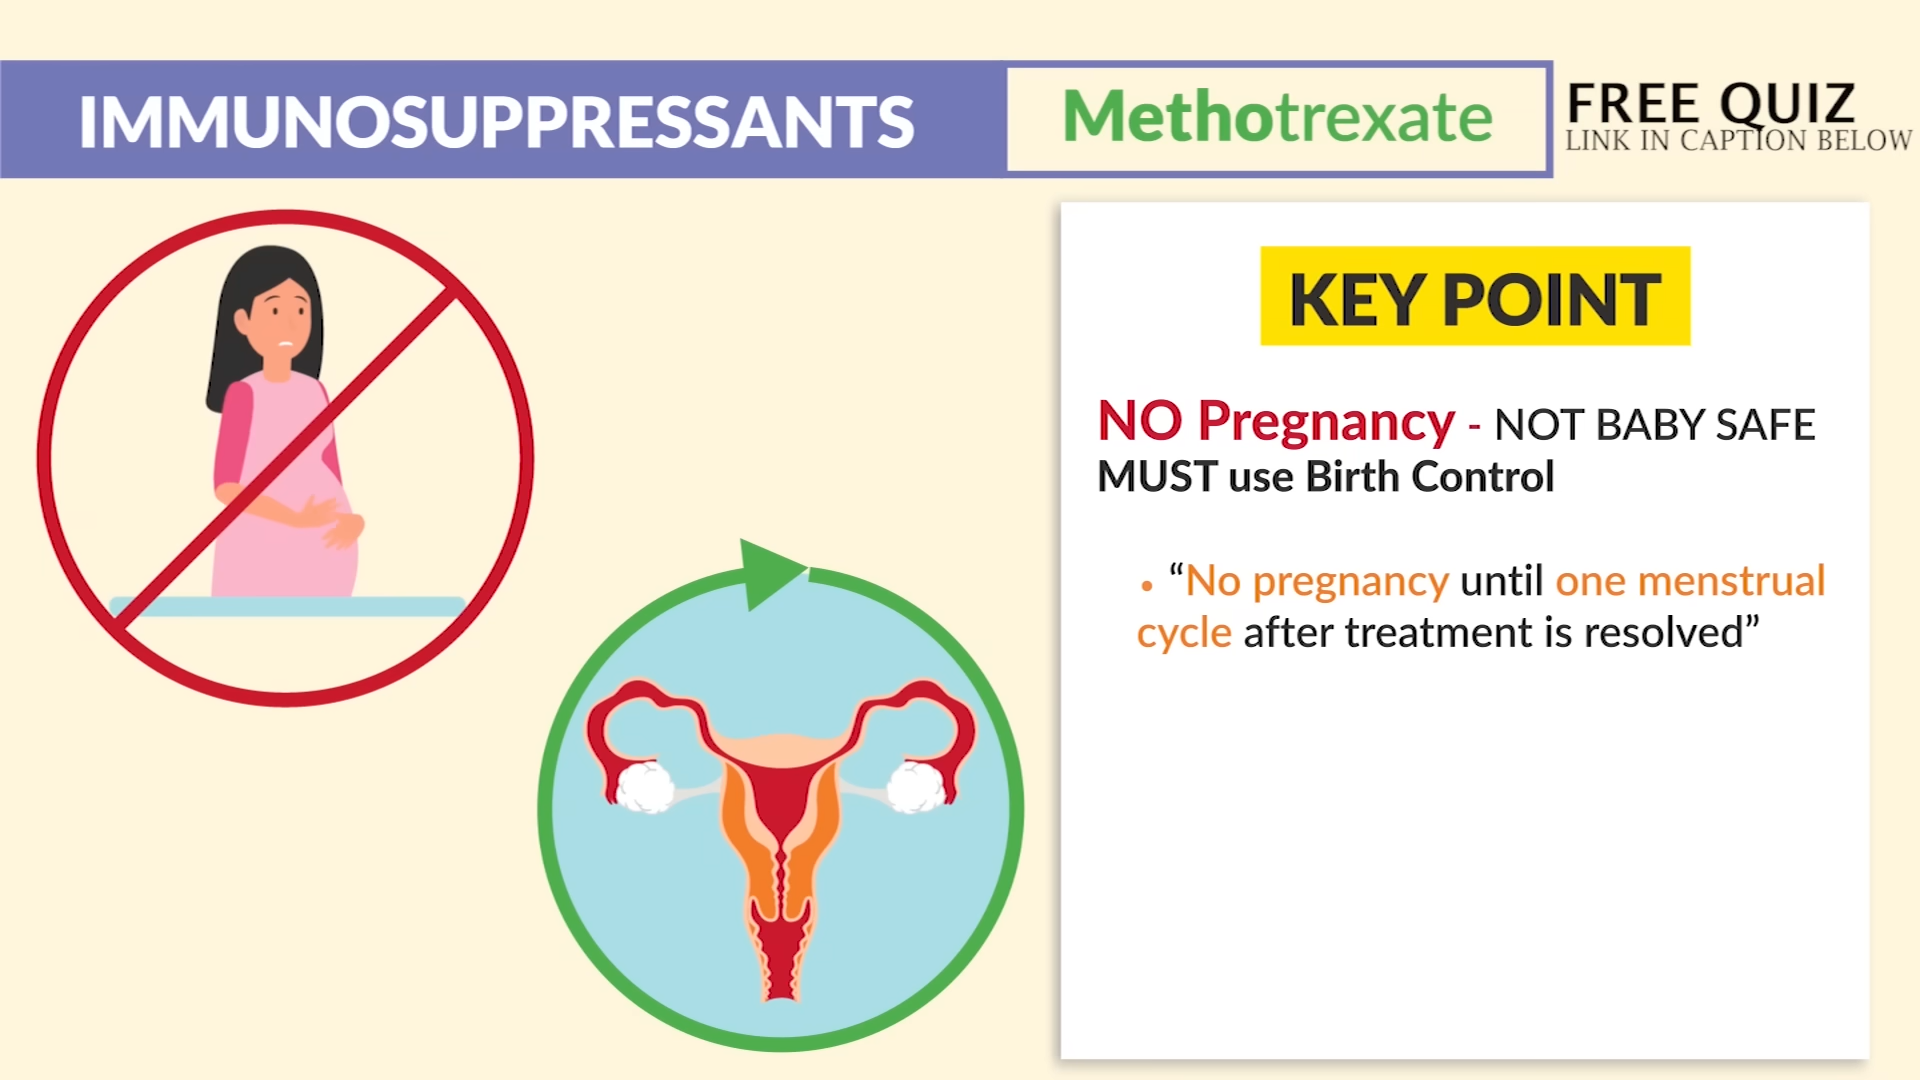 IMMUNOSUPPRESSANTS
Methotrexate
FREE QUIZ
LINK IN CAPTION BELOW
KEY POINT
NO Pregnancy - NOT BABY SAFE
MUST use Birth Control
• “No pregnancy until one menstrual
cycle after treatment is resolved”